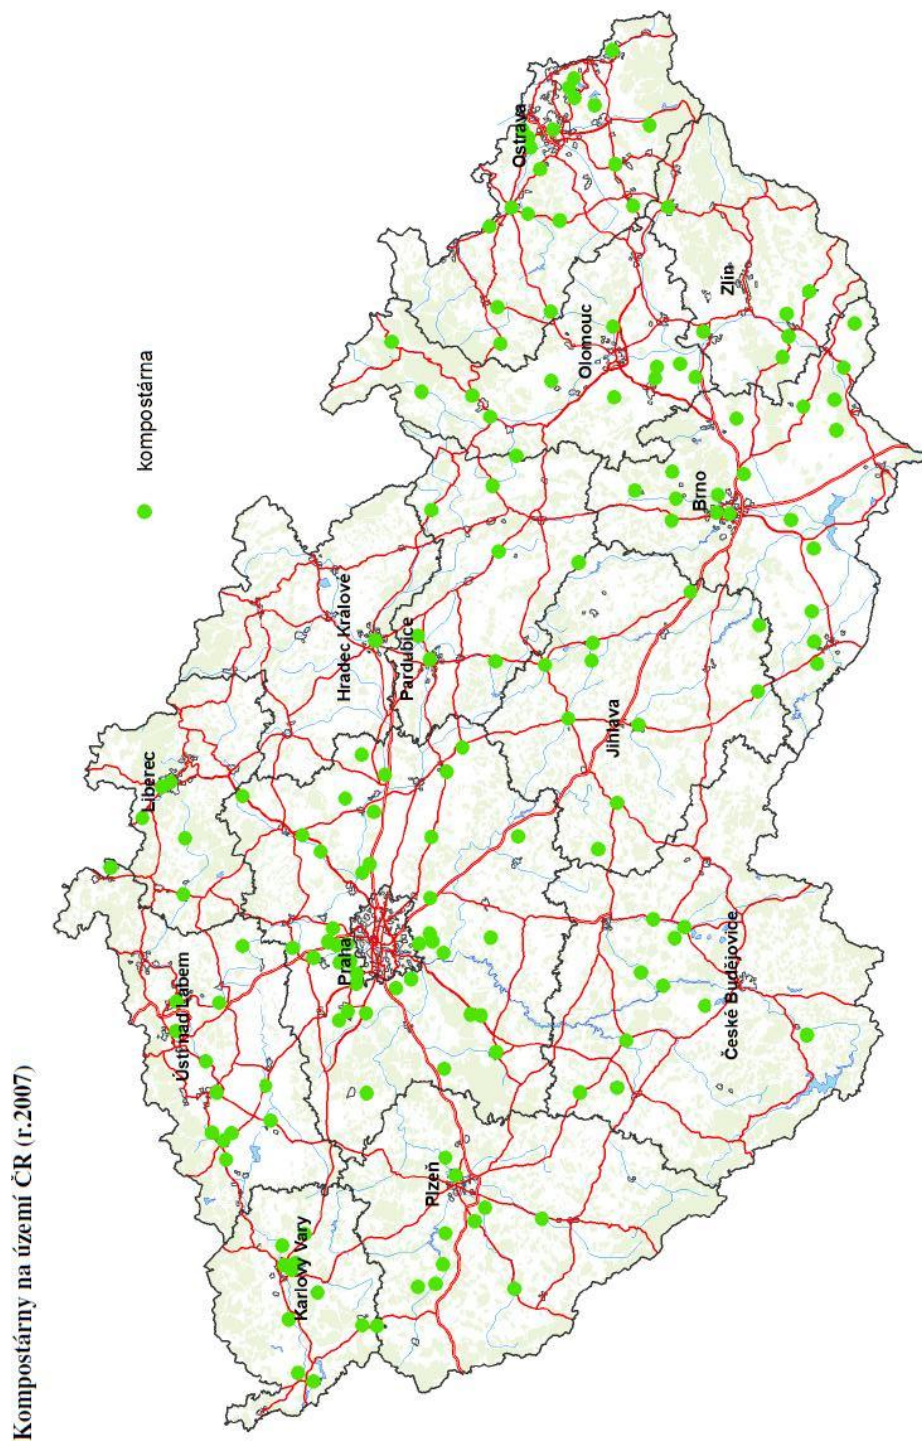 Kompostárny na území ČR (r.2007)
kompostárna
Liberec
Ústí nad Labem
Karlovy Vary
Praha
Hradec Králové
Pardubice
Plzeň
Ostrava
Olomouc
Jihlava
Zlín
Brno
České Budějovice